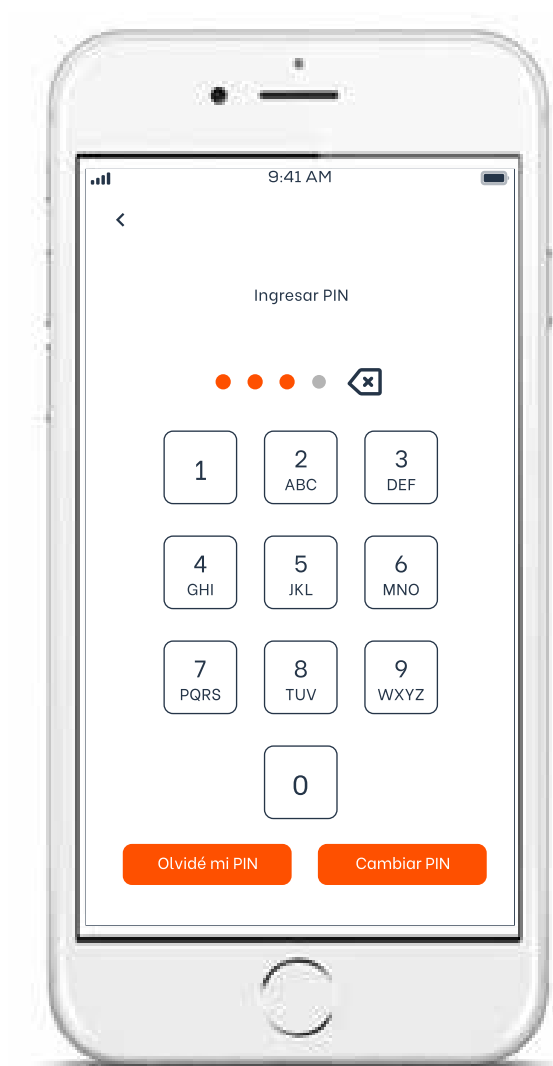 9:41 AM
Ingresar PIN
1
2
ABC
3
DEF
4
GHI
5
JKL
6
MNO
7
PQRS
8
TUV
9
WXYZ
0
Olvidé mi PIN
Cambiar PIN